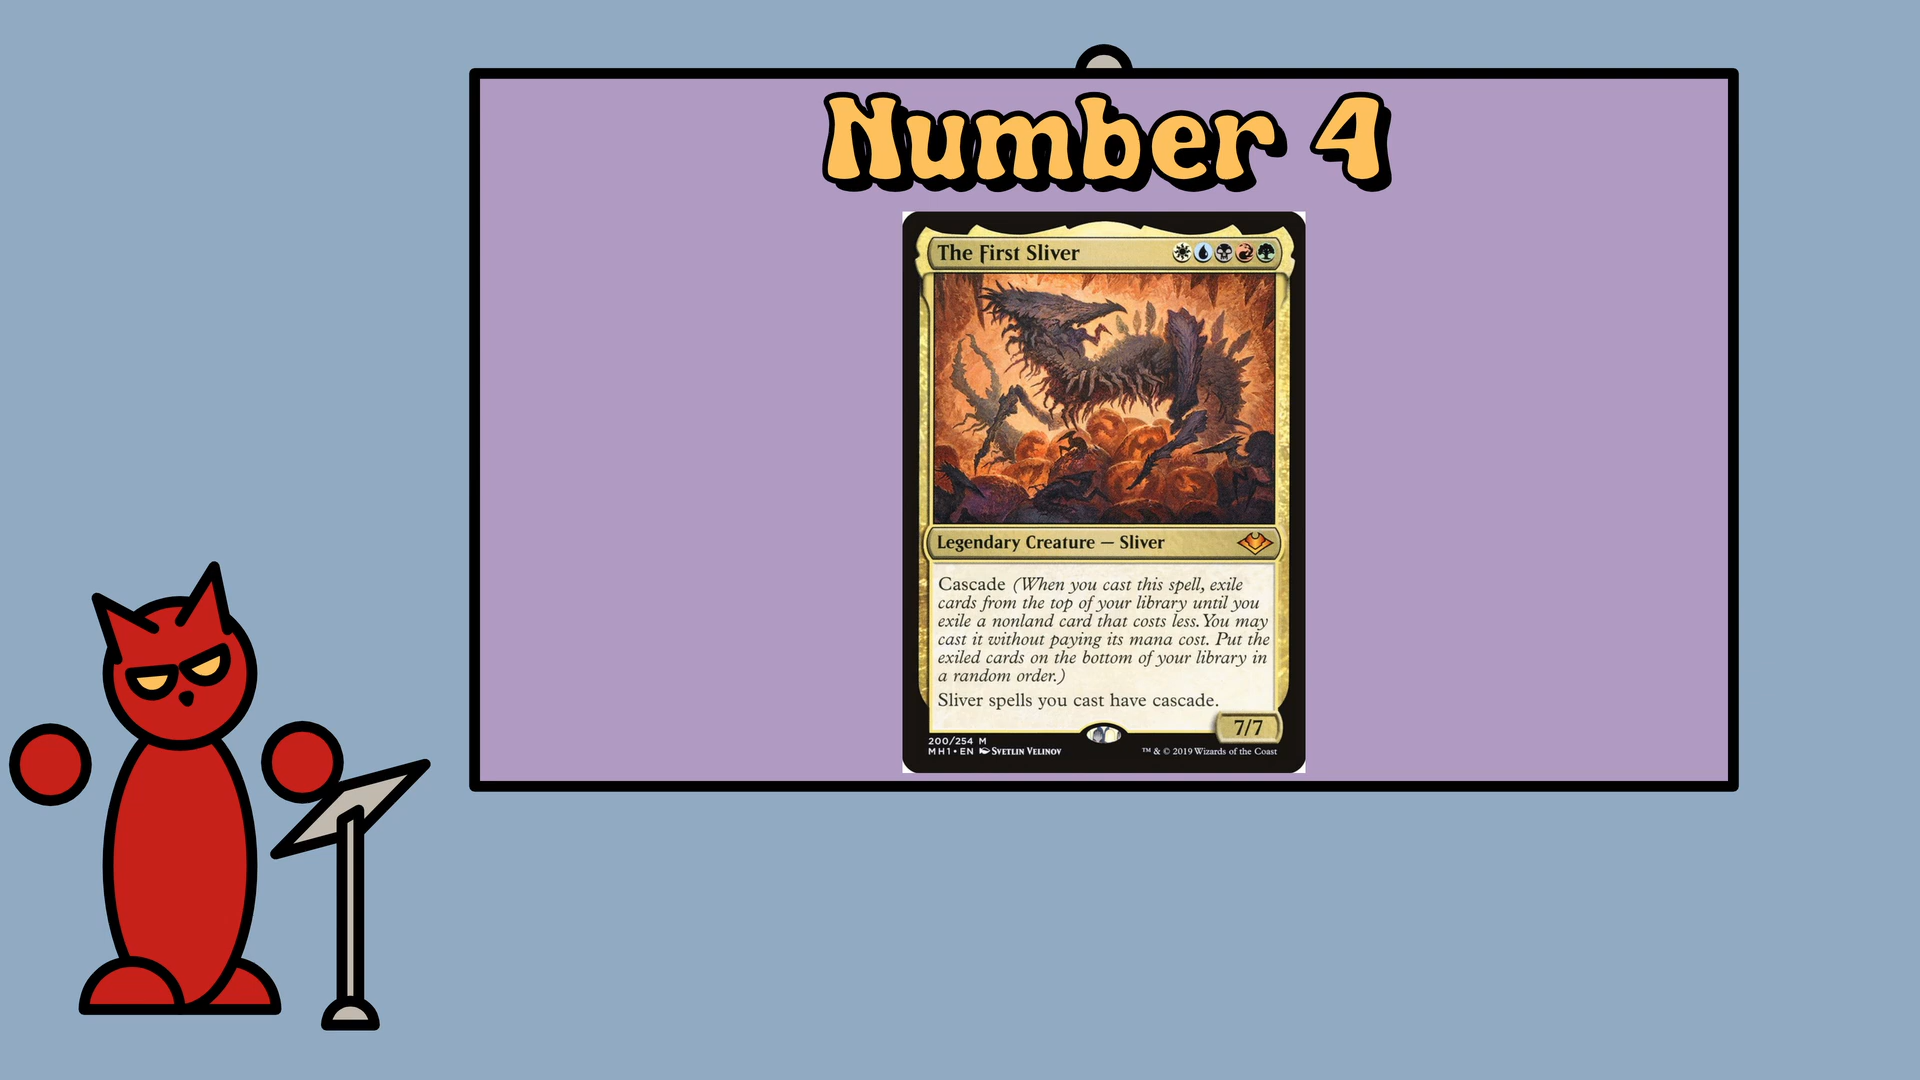 Number 4
The First Sliver
Legendary Creature — Sliver
Cascade (When you cast this spell, exile
cards from the top of your library until you
exile a nonland card that costs less. You may
cast it without paying its mana cost. Put the
exiled cards on the bottom of your library in
a random order.)
Sliver spells you cast have cascade.
7/7
200/254 M
MH1 • EN Svetlin Velinov
™ & © 2019 Wizards of the Coast